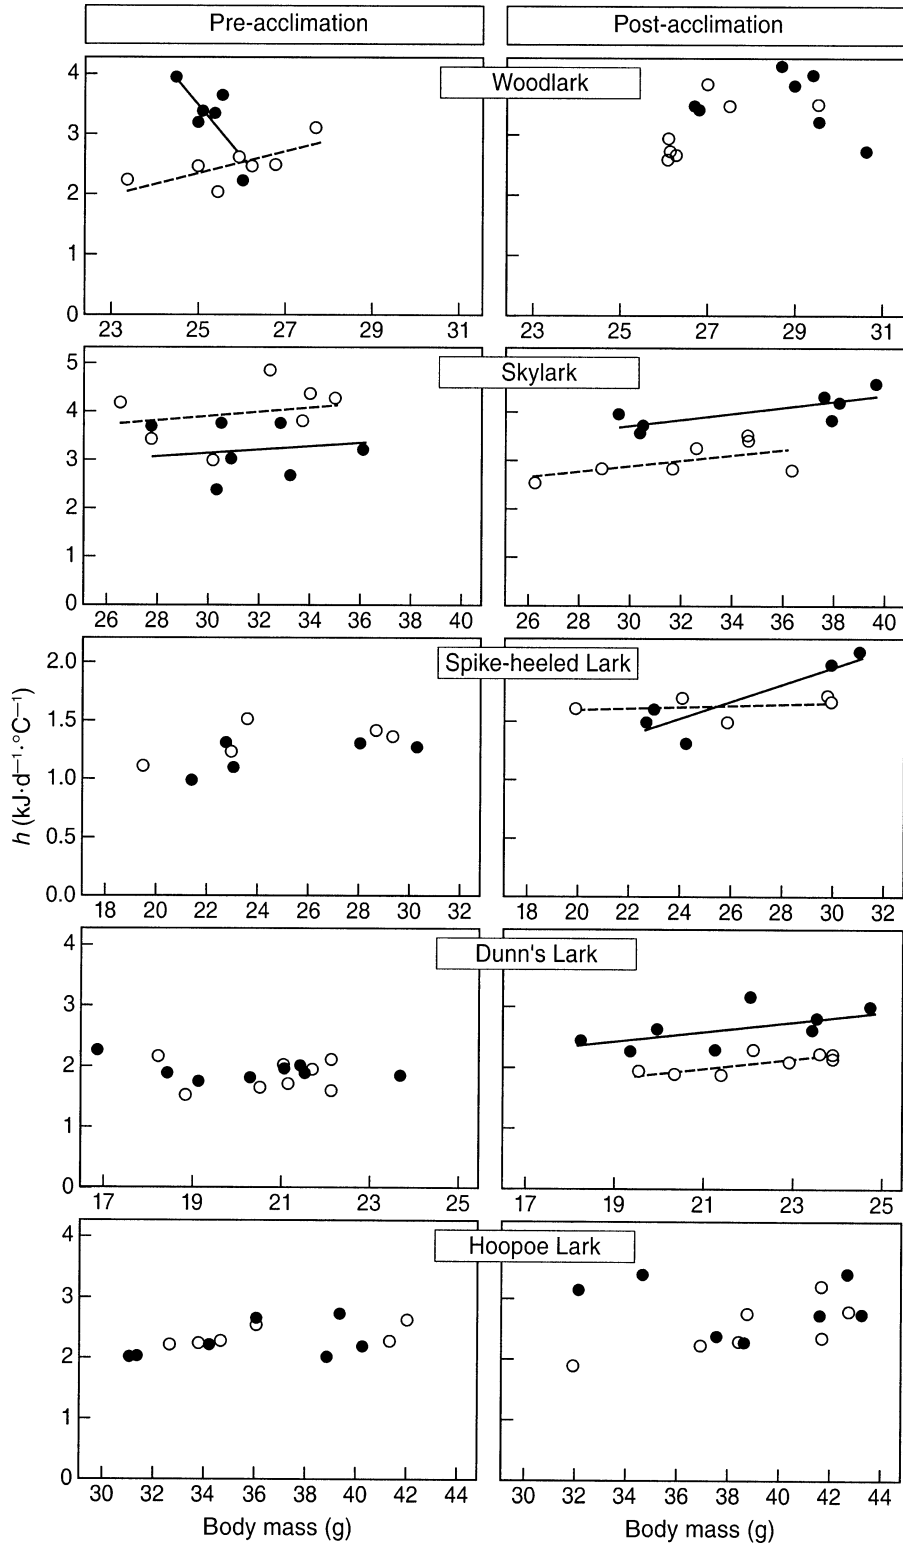 Pre-acclimation Post-acclimation
Woodlark
4
3
2
1
0
23 25 27 29 31 23 25 27 29 31
Skylark
5
4
3
2
1
0
26 28 30 32 34 36 38 40 26 28 30 32 34 36 38 40
Spike-heeled Lark
2.0
1.5
1.0
0.5
0.0
h (kJ·d⁻¹·°C⁻¹)
18 20 22 24 26 28 30 32 18 20 22 24 26 28 30 32
Dunn's Lark
4
3
2
1
0
17 19 21 23 25 17 19 21 23 25
Hoopoe Lark
4
3
2
1
0
30 32 34 36 38 40 42 44 30 32 34 36 38 40 42 44
Body mass (g) Body mass (g)